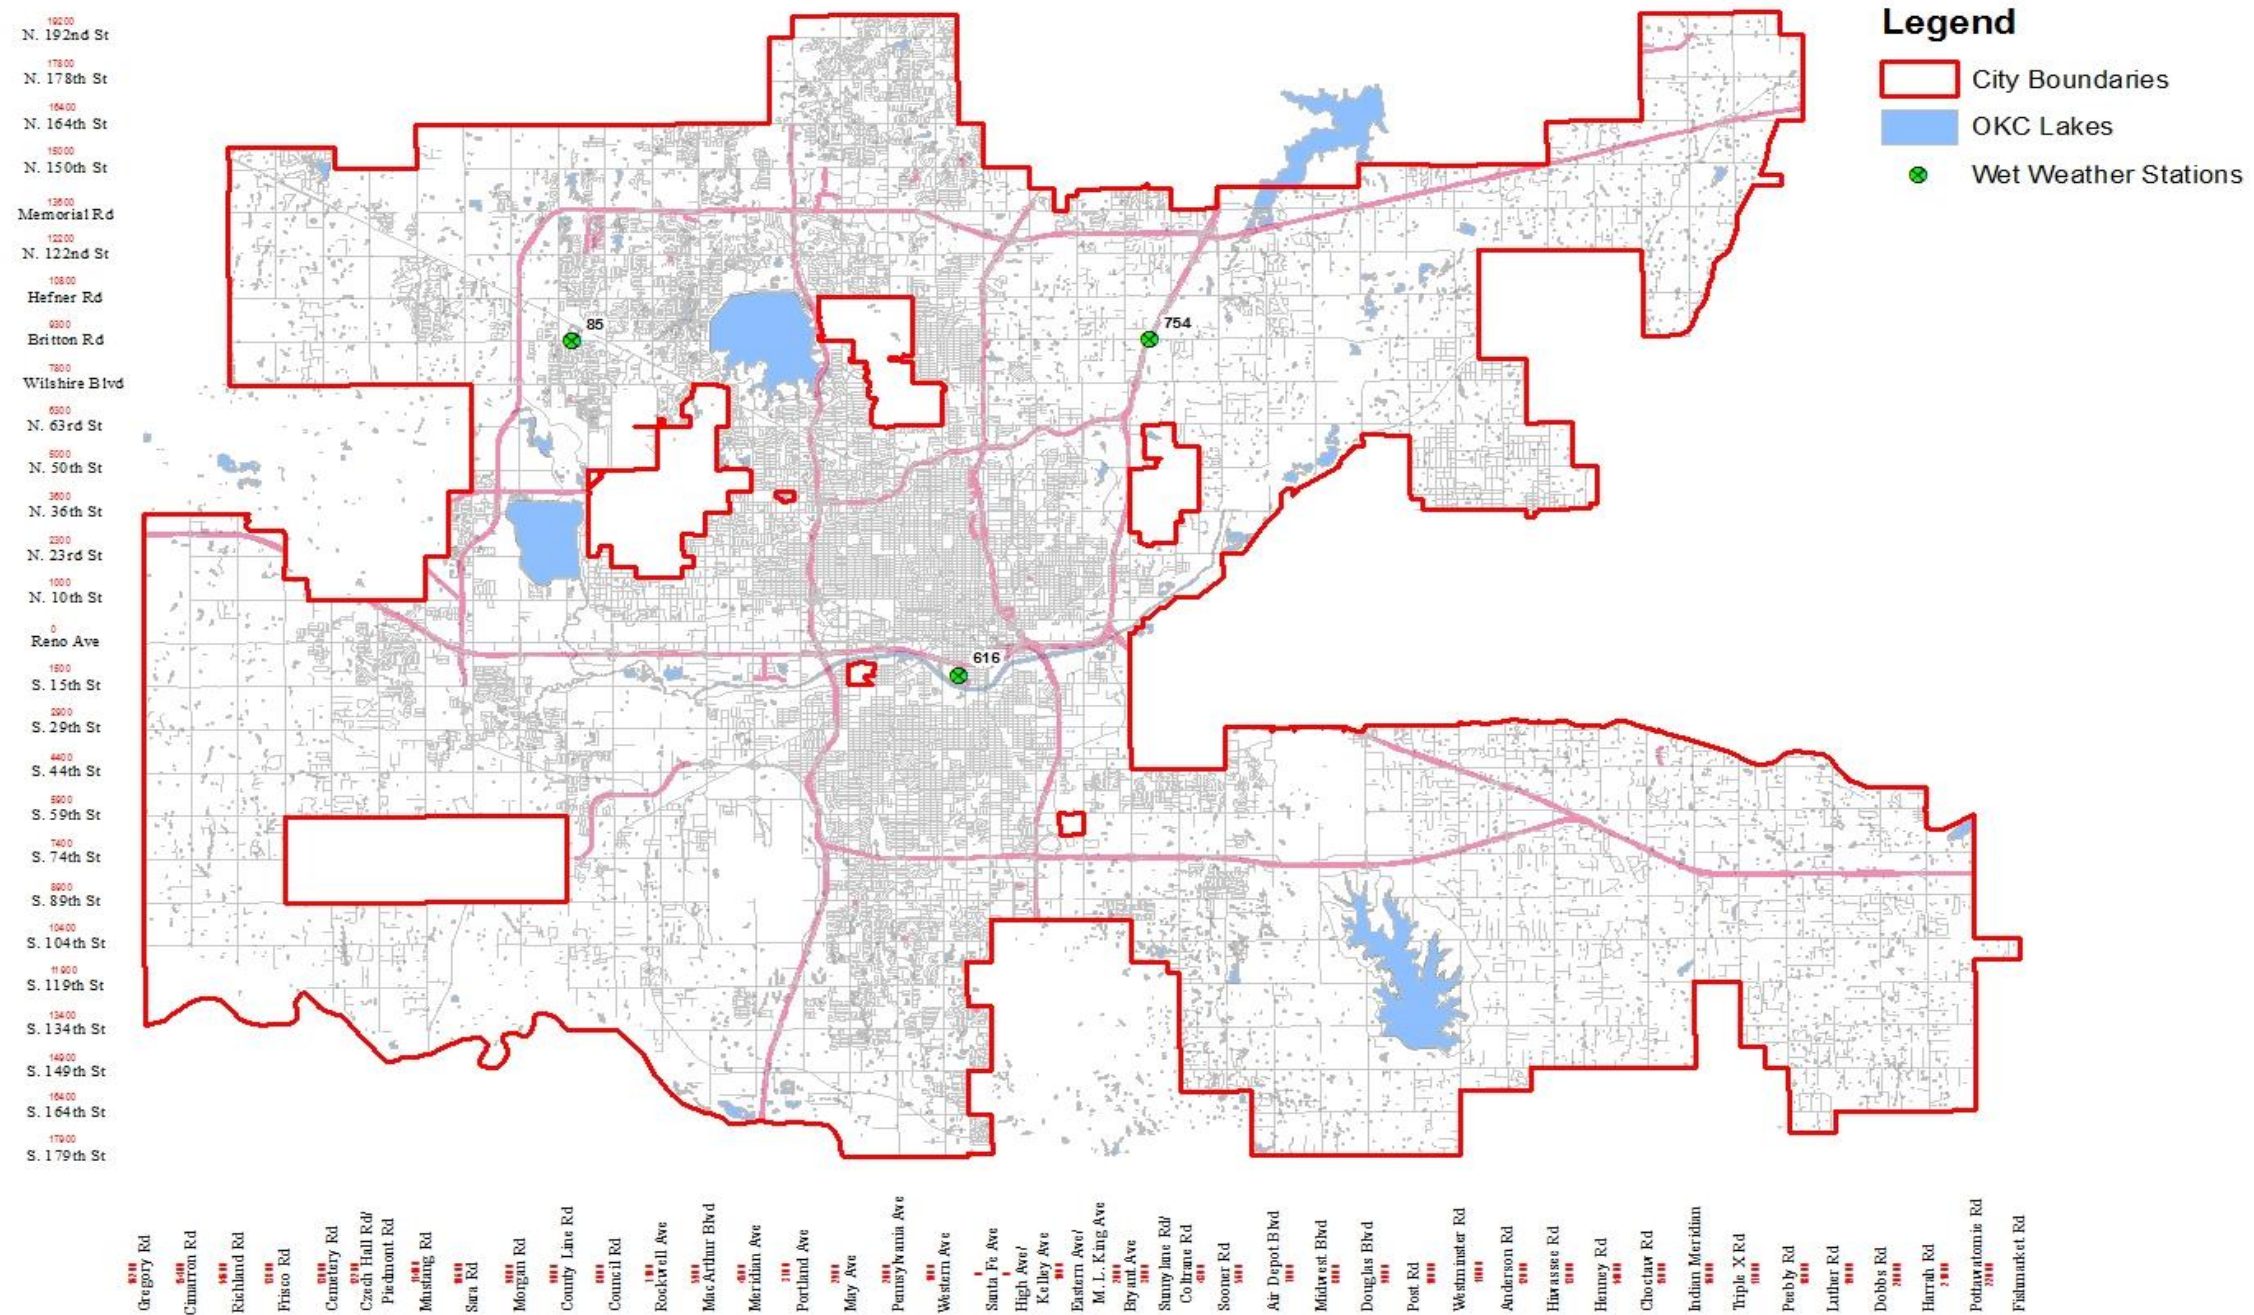 19200
N. 192nd St
17800
N. 178th St
16400
N. 164th St
15000
N. 150th St
13600
Memorial Rd
12200
N. 122nd St
10800
Hefner Rd
9300
Britton Rd
7800
Wilshire Blvd
6300
N. 63rd St
5000
N. 50th St
3600
N. 36th St
2300
N. 23rd St
1000
N. 10th St
0
Reno Ave
1500
S. 15th St
2900
S. 29th St
4400
S. 44th St
5900
S. 59th St
7400
S. 74th St
8900
S. 89th St
10400
S. 104th St
11900
S. 119th St
13400
S. 134th St
14900
S. 149th St
16400
S. 164th St
17900
S. 179th St
Legend
City Boundaries
OKC Lakes
Wet Weather Stations
85
754
616
Gregory Rd
Cimarron Rd
Richland Rd
Frisco Rd
Cemetery Rd
Czech Hall Rd/
Piedmont Rd
Mustang Rd
Sara Rd
Morgan Rd
County Line Rd
Council Rd
Rockwell Ave
Mac Arthur Blvd
Meridian Ave
Portland Ave
May Ave
Pennsylvania Ave
Western Ave
Santa Fe Ave
High Ave/
Kelley Ave
Eastern Ave/
M. L. King Ave
Bryant Ave
Sunnylane Rd/
Coltrane Rd
Sooner Rd
Air Depot Blvd
Midwest Blvd
Douglas Blvd
Post Rd
Westminster Rd
Anderson Rd
Hiwassee Rd
Henney Rd
Choctaw Rd
Indian Meridian
Triple X Rd
Peebly Rd
Luther Rd
Dobbs Rd
Harrah Rd
Pottawatomie Rd
Fishmarket Rd